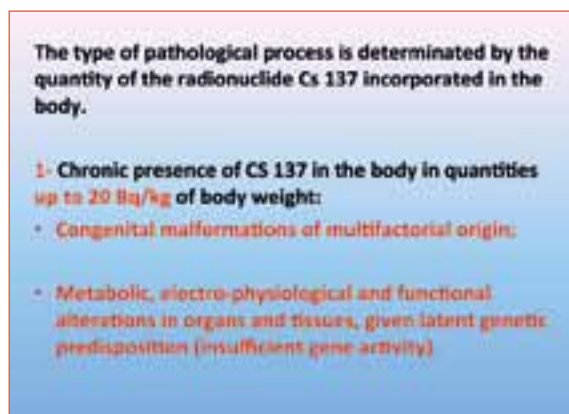 The type of pathological process is determined by the
quantity of the radionuclide Cs 137 incorporated in the
body.
1- Chronic presence of CS 137 in the body in quantities
up to 20 Bq/kg of body weight:
• Congenital malformations of multifactorial origin;
• Metabolic, electro-physiological and functional
alterations in organs and tissues, given latent genetic
predisposition (insufficient gene activity)